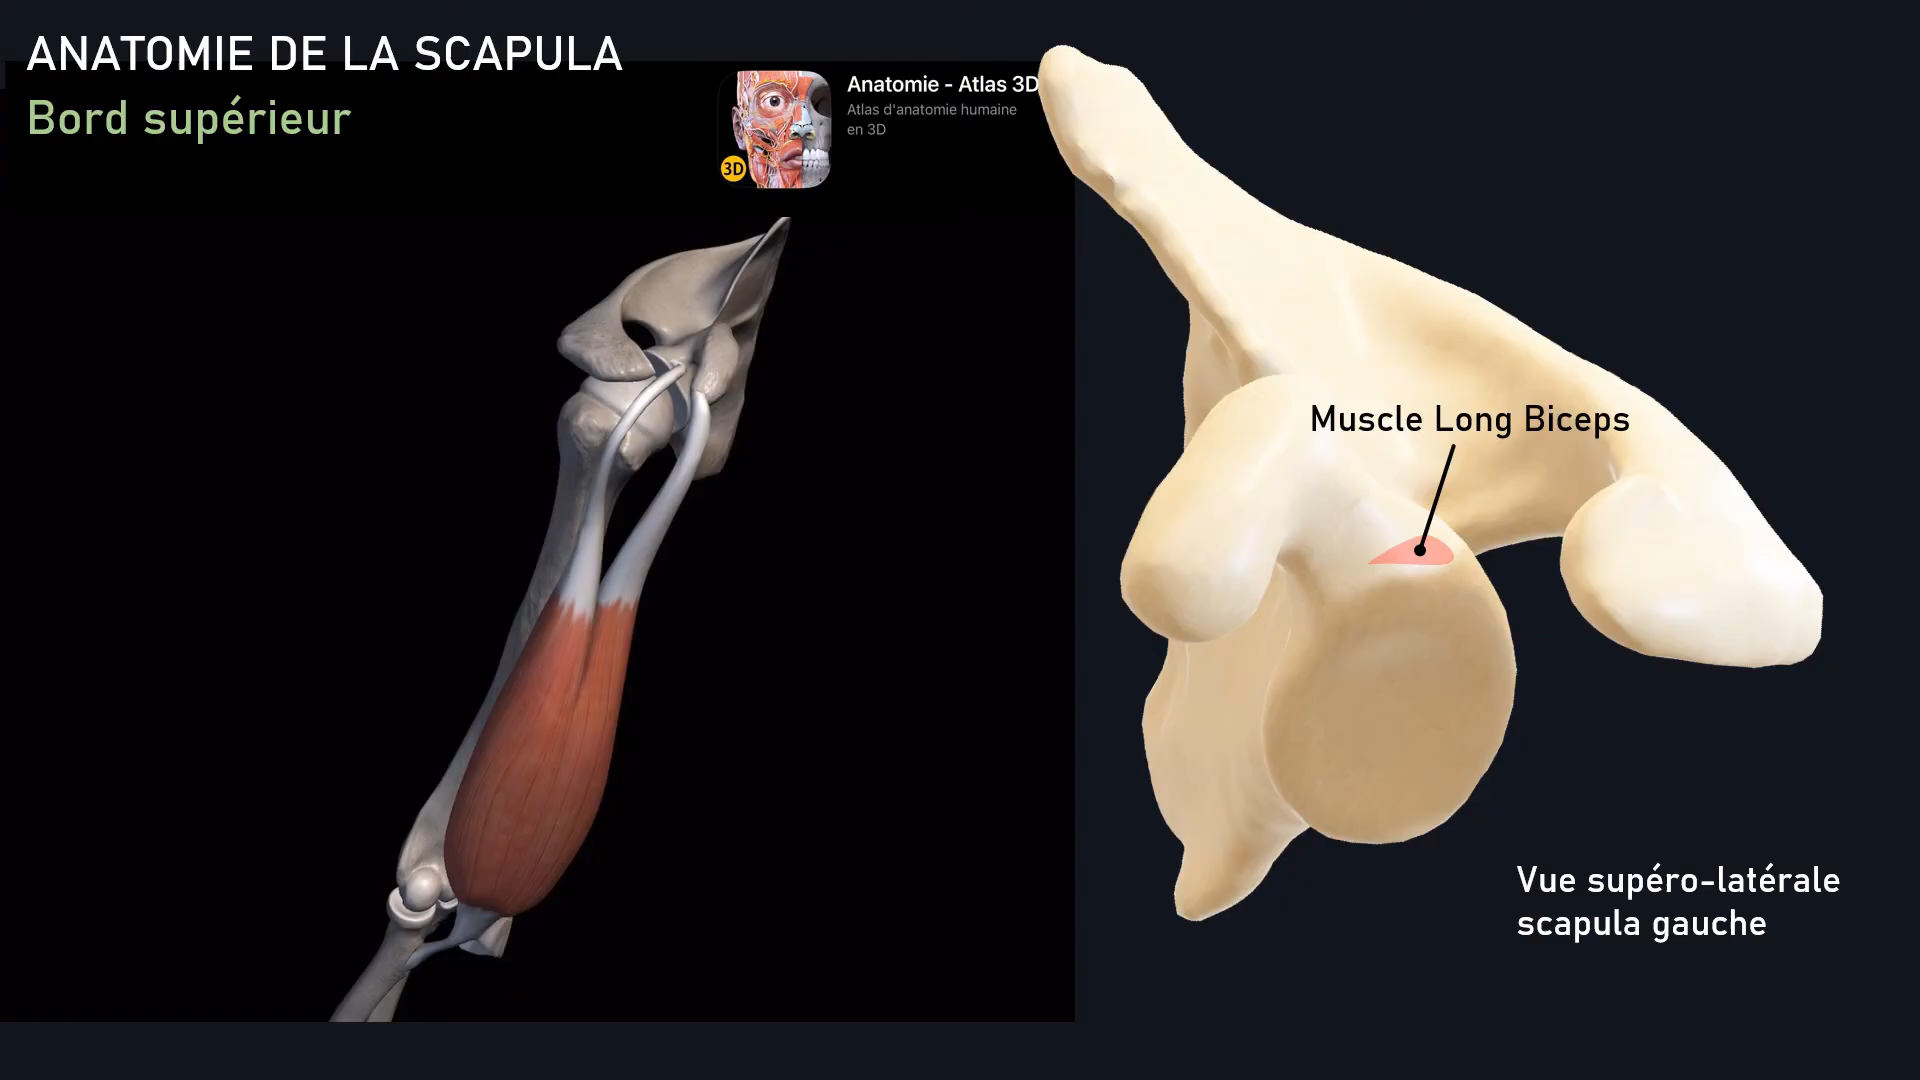 ANATOMIE DE LA SCAPULA
Bord supérieur
Anatomie - Atlas 3D
Atlas d'anatomie humaine
en 3D
3D
Muscle Long Biceps
Vue supéro-latérale
scapula gauche